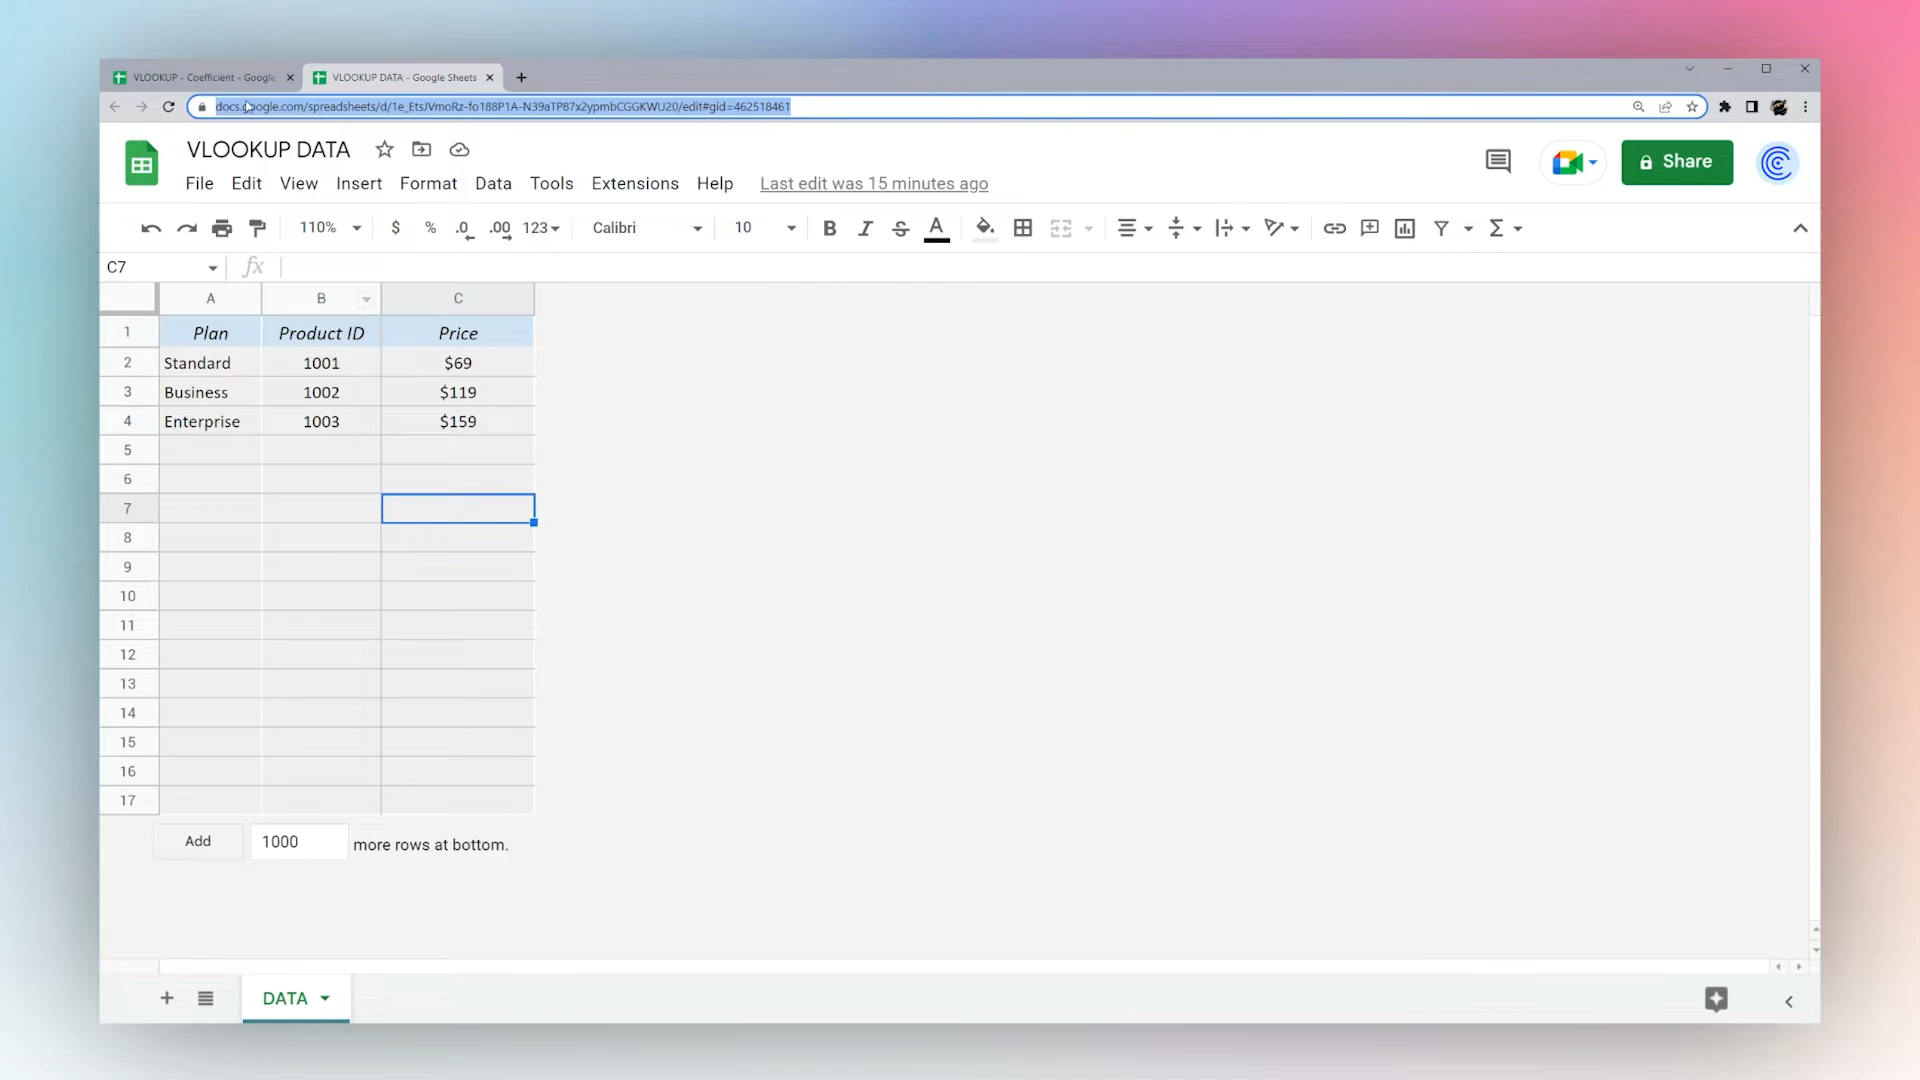 VLOOKUP - Coefficient - Google
VLOOKUP DATA - Google Sheets
docs.google.com/spreadsheets/d/1e_EtsJVmoRz-fo188P1A-N39aTP87x2ypmbCGGKWU20/edit#gid=462518461
VLOOKUP DATA
File Edit View Insert Format Data Tools Extensions Help Last edit was 15 minutes ago
Share
110% $ % .0 .00 123 Calibri 10 B I S A
C7 fx
A B C
1 Plan Product ID Price
2 Standard 1001 $69
3 Business 1002 $119
4 Enterprise 1003 $159
5
6
7
8
9
10
11
12
13
14
15
16
17
Add 1000 more rows at bottom.
DATA